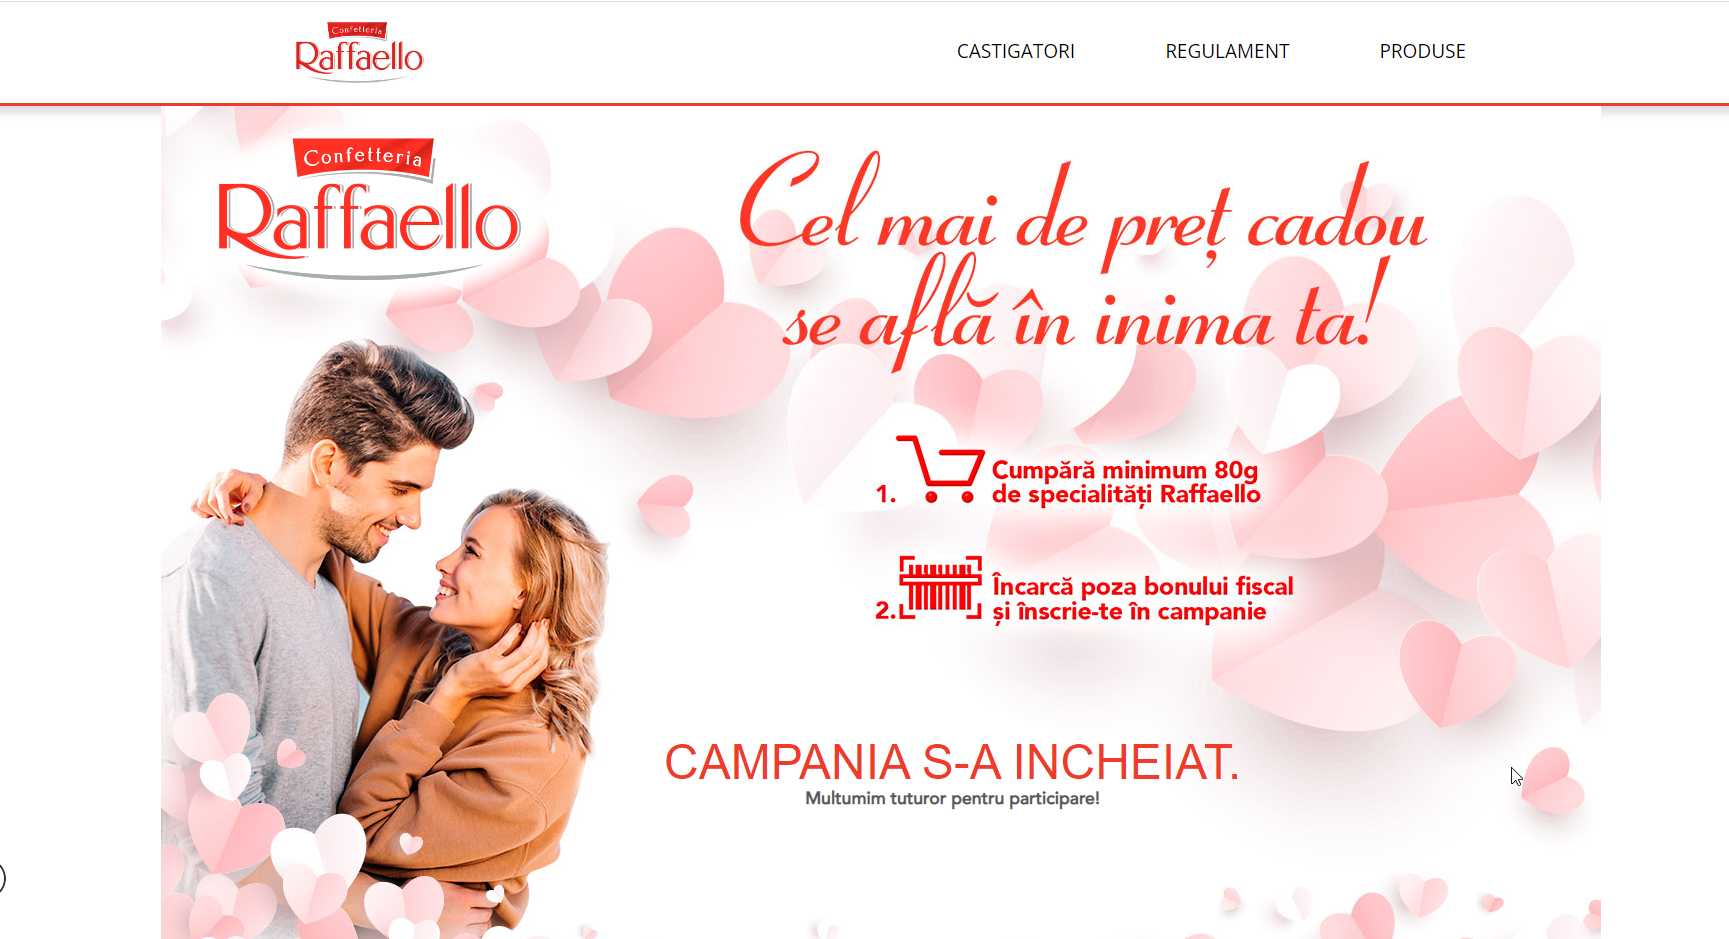 Confetteria
Raffaello
CASTIGATORI
REGULAMENT
PRODUSE
Confetteria
Raffaello
Cel mai de preț cadou
se află în inima ta!
1.
Cumpără minimum 80g
de specialități Raffaello
2.
Încarcă poza bonului fiscal
și înscrie-te în campanie
CAMPANIA S-A INCHEIAT.
Multumim tuturor pentru participare!